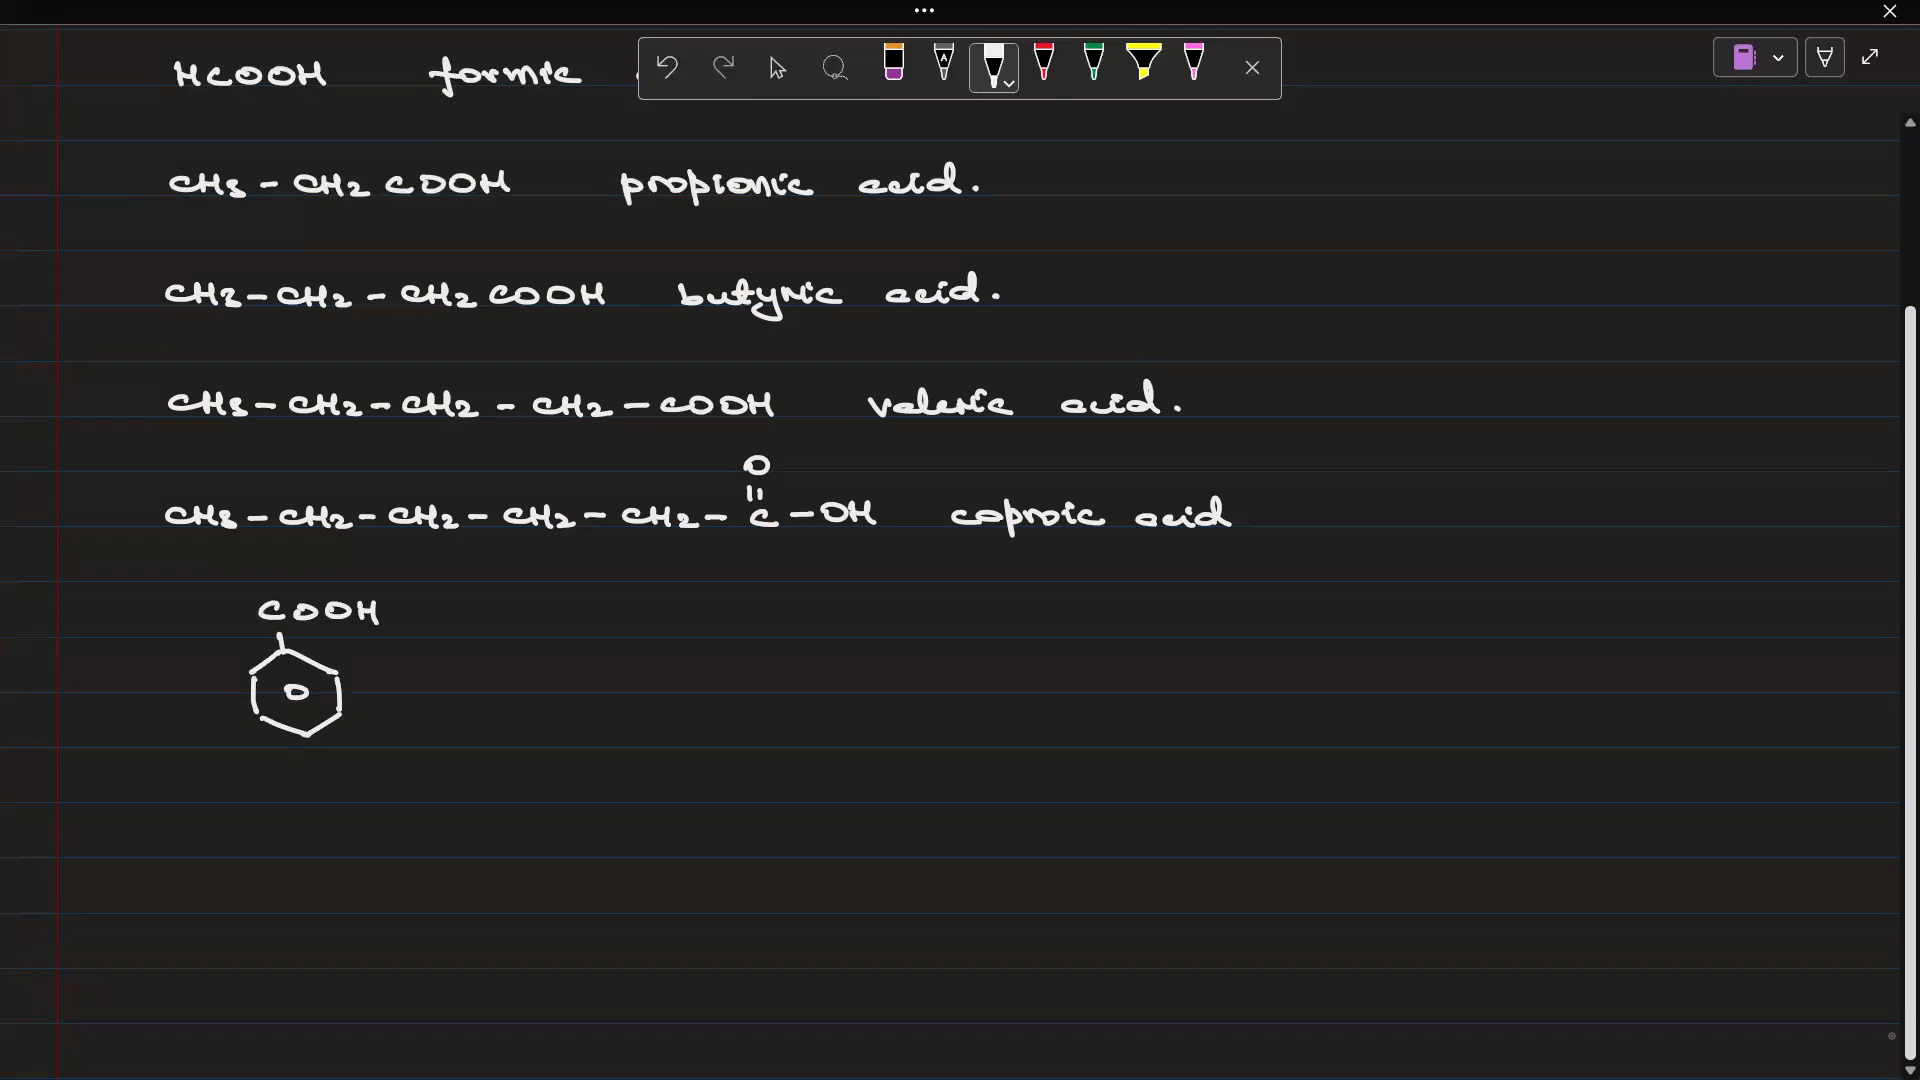 HCOOH formic
CH3 - CH2 COOH propionic acid.
CH3 - CH2 - CH2 COOH butyric acid.
CH3 - CH2 - CH2 - CH2 - COOH valeric acid.
O
CH3 - CH2 - CH2 - CH2 - CH2 - C - OH caproic acid
COOH